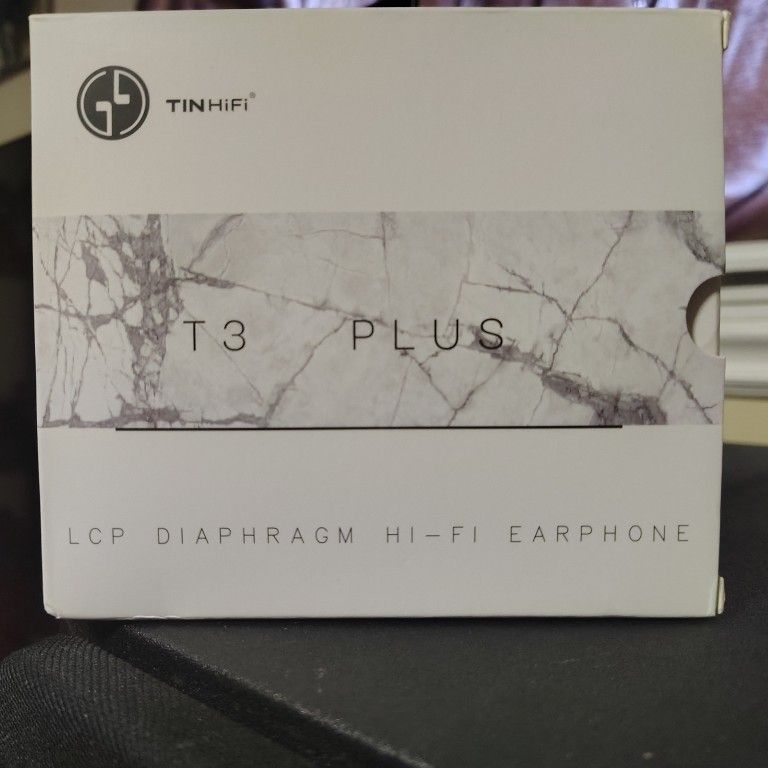 TINHiFi®
T3 PLUS
LCP DIAPHRAGM HI-FI EARPHONE